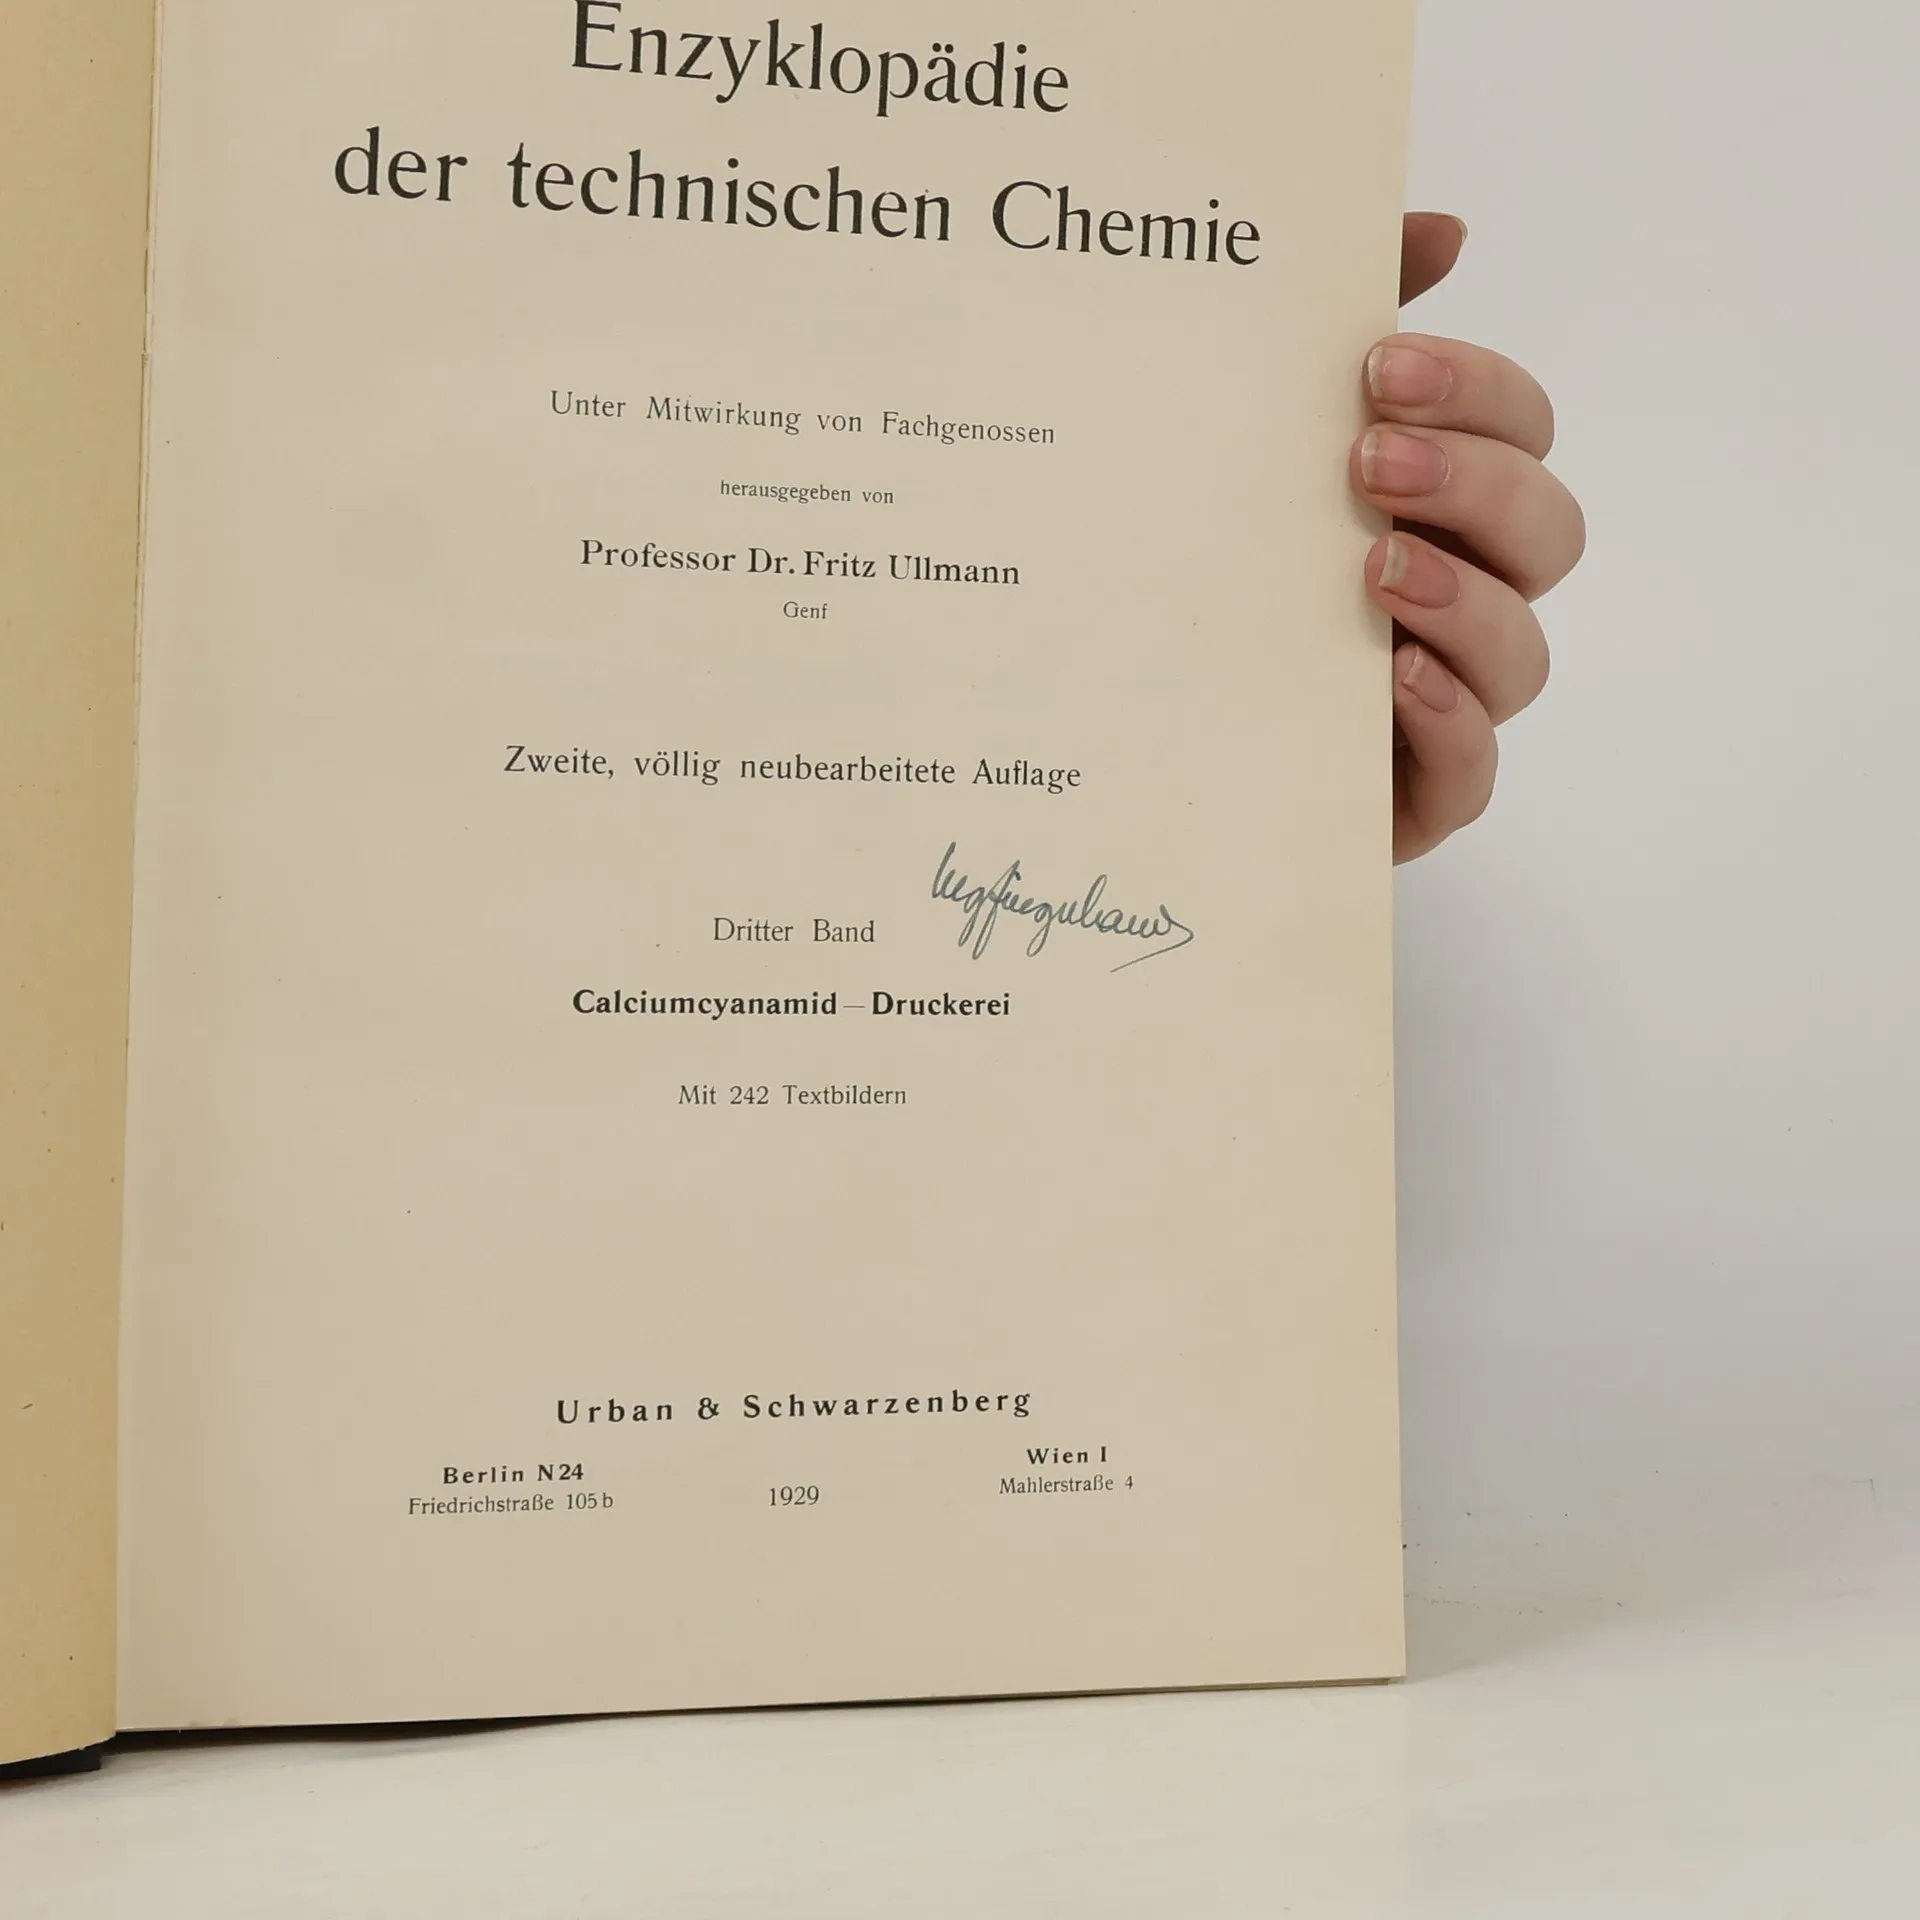 Enzyklopädie
der technischen Chemie
Unter Mitwirkung von Fachgenossen
herausgegeben von
Professor Dr. Fritz Ullmann
Genf
Zweite, völlig neubearbeitete Auflage
Dritter Band
Calciumcyanamid — Druckerei
Mit 242 Textbildern
Urban & Schwarzenberg
Berlin N 24
Friedrichstraße 105 b
1929
Wien I
Mahlerstraße 4